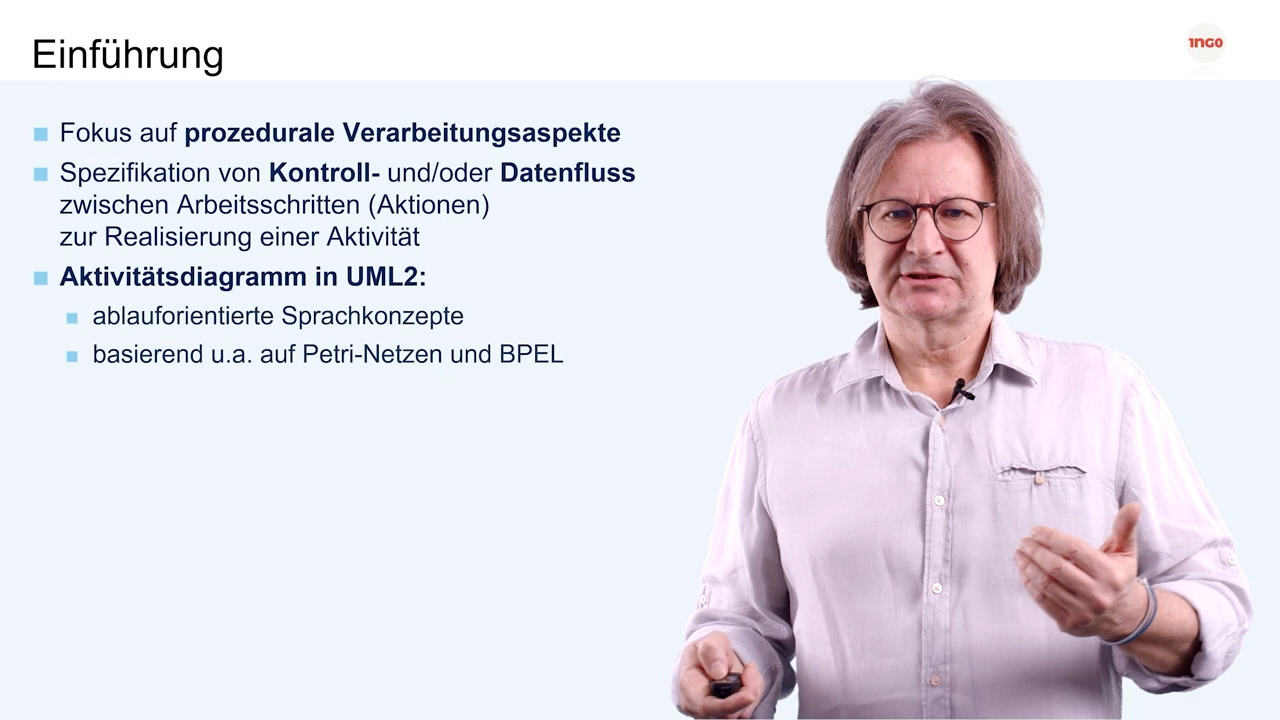 Einführung
1NGO
Fokus auf prozedurale Verarbeitungsaspekte
Spezifikation von Kontroll- und/oder Datenfluss
zwischen Arbeitsschritten (Aktionen)
zur Realisierung einer Aktivität
Aktivitätsdiagramm in UML2:
ablauforientierte Sprachkonzepte
basierend u.a. auf Petri-Netzen und BPEL